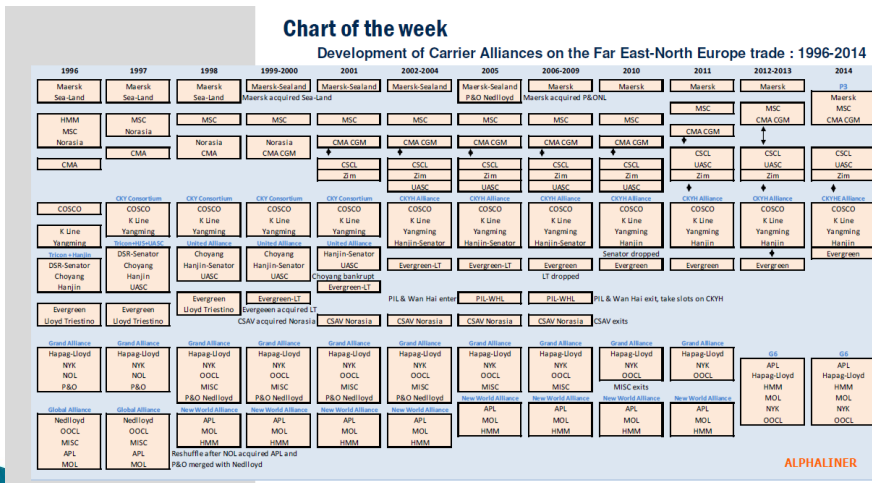 Chart of the week
Development of Carrier Alliances on the Far East-North Europe trade : 1996-2014
1996
Maersk
Sea-Land
HMM
MSC
Norasia
CMA
COSCO
K Line
Yangming
Tricon +Hanjin
DSR-Senator
Choyang
Hanjin
Evergreen
Lloyd Triestino
Grand Alliance
Hapag-Lloyd
NYK
NOL
P&O
Global Alliance
Nedlloyd
OOCL
MISC
APL
MOL
1997
Maersk
Sea-Land
MSC
Norasia
CMA
CKY Consortium
COSCO
K Line
Yangming
Tricon+HJS+UASC
DSR-Senator
Choyang
Hanjin
UASC
Evergreen
Lloyd Triestino
Grand Alliance
Hapag-Lloyd
NYK
NOL
P&O
Global Alliance
Nedlloyd
OOCL
MISC
APL
MOL
1998
Maersk
Sea-Land
MSC
Norasia
CMA
CKY Consortium
COSCO
K Line
Yangming
United Alliance
Choyang
Hanjin-Senator
UASC
Evergreen
Lloyd Triestino
Grand Alliance
Hapag-Lloyd
NYK
OOCL
MISC
P&O Nedlloyd
New World Alliance
APL
MOL
HMM
Reshuffle after NOL acquired APL and
P&O merged with Nedlloyd
1999-2000
Maersk-Sealand
Maersk acquired Sea-Land
MSC
Norasia
CMA CGM
CKY Consortium
COSCO
K Line
Yangming
United Alliance
Choyang
Hanjin-Senator
UASC
Evergreen-LT
Evergeeen acquired LT
CSAV acquired Norasia
Grand Alliance
Hapag-Lloyd
NYK
OOCL
MISC
P&O Nedlloyd
New World Alliance
APL
MOL
HMM
2001
Maersk-Sealand
MSC
CMA CGM
CSCL
Zim
CKY Consortium
COSCO
K Line
Yangming
United Alliance
Hanjin-Senator
UASC
Choyang bankrupt
Evergreen-LT
CSAV Norasia
Grand Alliance
Hapag-Lloyd
NYK
OOCL
MISC
P&O Nedlloyd
New World Alliance
APL
MOL
HMM
2002-2004
Maersk-Sealand
MSC
CMA CGM
CSCL
Zim
UASC
CKYH Alliance
COSCO
K Line
Yangming
Hanjin-Senator
Evergreen-LT
PIL & Wan Hai enter
CSAV Norasia
Grand Alliance
Hapag-Lloyd
NYK
OOCL
MISC
P&O Nedlloyd
New World Alliance
APL
MOL
HMM
2005
Maersk-Sealand
P&O Nedlloyd
MSC
CMA CGM
CSCL
Zim
UASC
CKYH Alliance
COSCO
K Line
Yangming
Hanjin-Senator
Evergreen-LT
PIL-WHL
CSAV Norasia
Grand Alliance
Hapag-Lloyd
NYK
OOCL
MISC
New World Alliance
APL
MOL
HMM
2006-2009
Maersk
Maersk acquired P&ONL
MSC
CMA CGM
CSCL
Zim
UASC
CKYH Alliance
COSCO
K Line
Yangming
Hanjin-Senator
Evergreen
LT dropped
PIL-WHL
PIL & Wan Hai exit, take slots on CKYH
CSAV Norasia
CSAV exits
Grand Alliance
Hapag-Lloyd
NYK
OOCL
MISC
New World Alliance
APL
MOL
HMM
2010
Maersk
MSC
CMA CGM
CSCL
Zim
UASC
CKYH Alliance
COSCO
K Line
Yangming
Hanjin
Senator dropped
Evergreen
Grand Alliance
Hapag-Lloyd
NYK
OOCL
MISC exits
New World Alliance
APL
MOL
HMM
2011
Maersk
MSC
CMA CGM
CSCL
UASC
Zim
CKYH Alliance
COSCO
K Line
Yangming
Hanjin
Evergreen
Grand Alliance
Hapag-Lloyd
NYK
OOCL
New World Alliance
APL
MOL
HMM
2012-2013
Maersk
MSC
CMA CGM
CSCL
UASC
Zim
CKYH Alliance
COSCO
K Line
Yangming
Hanjin
Evergreen
G6
APL
Hapag-Lloyd
HMM
MOL
NYK
OOCL
2014
P3
Maersk
MSC
CMA CGM
CSCL
UASC
Zim
CKYHE Alliance
COSCO
K Line
Yangming
Hanjin
Evergreen
G6
APL
Hapag-Lloyd
HMM
MOL
NYK
OOCL
ALPHALINER